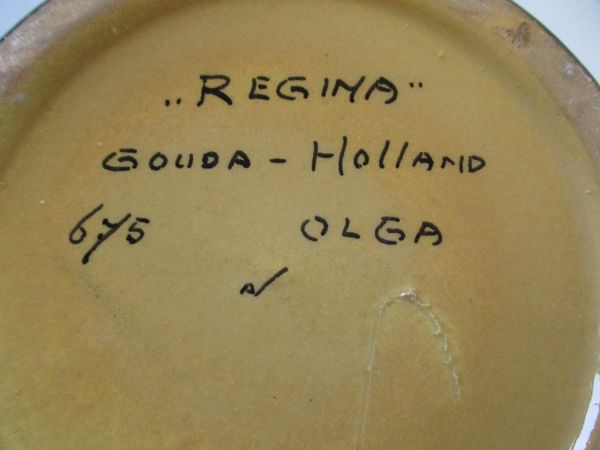 „REGINA”
GOUDA - HOLLAND
675 OLGA